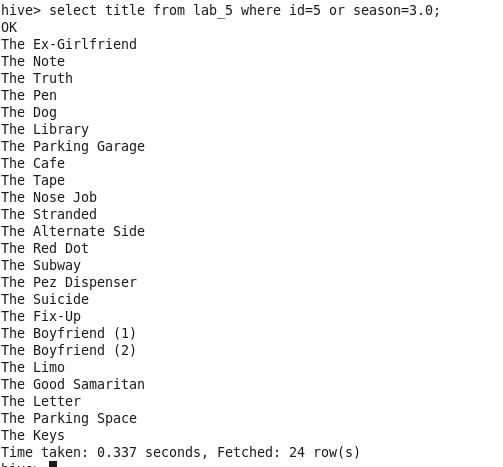 hive> select title from lab_5 where id=5 or season=3.0;
OK
The Ex-Girlfriend
The Note
The Truth
The Pen
The Dog
The Library
The Parking Garage
The Cafe
The Tape
The Nose Job
The Stranded
The Alternate Side
The Red Dot
The Subway
The Pez Dispenser
The Suicide
The Fix-Up
The Boyfriend (1)
The Boyfriend (2)
The Limo
The Good Samaritan
The Letter
The Parking Space
The Keys
Time taken: 0.337 seconds, Fetched: 24 row(s)
hive>